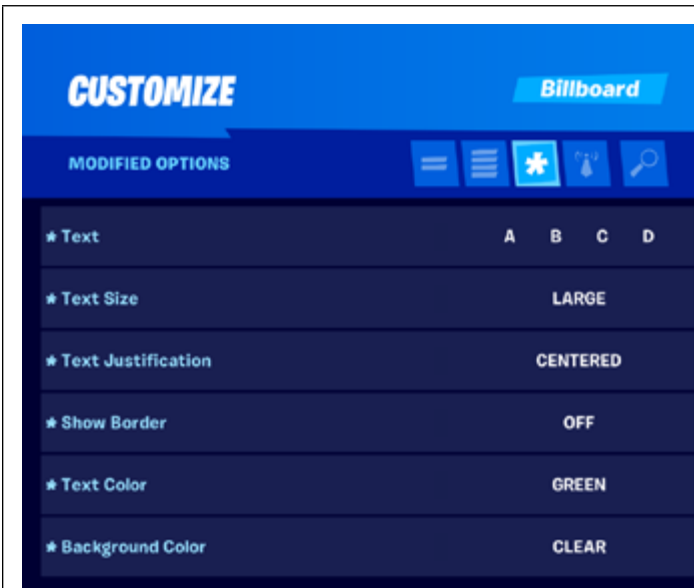 CUSTOMIZE
Billboard
MODIFIED OPTIONS
* Text A B C D
* Text Size LARGE
* Text Justification CENTERED
* Show Border OFF
* Text Color GREEN
* Background Color CLEAR